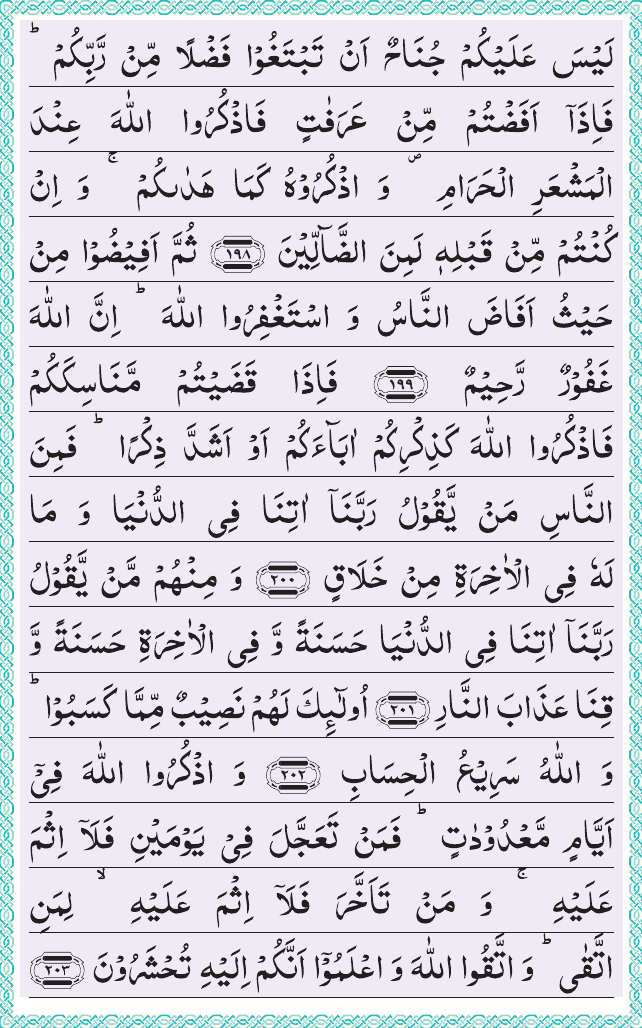 لَيْسَ عَلَيْكُمْ جُنَاحٌ اَنْ تَبْتَغُوْا فَضْلًا مِّنْ رَّبِّكُمْ ؕ
فَاِذَاۤ اَفَضْتُمْ مِّنْ عَرَفٰتٍ فَاذْكُرُوا اللّٰهَ عِنْدَ
الْمَشْعَرِ الْحَرَامِ ۪ وَ اذْكُرُوْهُ كَمَا هَدٰىكُمْ ۚ وَ اِنْ
كُنْتُمْ مِّنْ قَبْلِهٖ لَمِنَ الضَّآلِّيْنَ ﴿۱۹۸﴾ ثُمَّ اَفِيْضُوْا مِنْ
حَيْثُ اَفَاضَ النَّاسُ وَ اسْتَغْفِرُوا اللّٰهَ ؕ اِنَّ اللّٰهَ
غَفُوْرٌ رَّحِيْمٌ ﴿۱۹۹﴾ فَاِذَا قَضَيْتُمْ مَّنَاسِكَكُمْ
فَاذْكُرُوا اللّٰهَ كَذِكْرِكُمْ اٰبَآءَكُمْ اَوْ اَشَدَّ ذِكْرًا ؕ فَمِنَ
النَّاسِ مَنْ يَّقُوْلُ رَبَّنَاۤ اٰتِنَا فِى الدُّنْيَا وَ مَا
لَهٗ فِى الْاٰخِرَةِ مِنْ خَلَاقٍ ﴿۲۰۰﴾ وَ مِنْهُمْ مَّنْ يَّقُوْلُ
رَبَّنَاۤ اٰتِنَا فِى الدُّنْيَا حَسَنَةً وَّ فِى الْاٰخِرَةِ حَسَنَةً وَّ
قِنَا عَذَابَ النَّارِ ﴿۲۰۱﴾ اُولٰٓئِكَ لَهُمْ نَصِيْبٌ مِّمَّا كَسَبُوْا ؕ
وَ اللّٰهُ سَرِيْعُ الْحِسَابِ ﴿۲۰۲﴾ وَ اذْكُرُوا اللّٰهَ فِىْۤ
اَيَّامٍ مَّعْدُوْدٰتٍ ؕ فَمَنْ تَعَجَّلَ فِىْ يَوْمَيْنِ فَلَاۤ اِثْمَ
عَلَيْهِ ۚ وَ مَنْ تَاَخَّرَ فَلَاۤ اِثْمَ عَلَيْهِ ۙ لِمَنِ
اتَّقٰى ؕ وَ اتَّقُوا اللّٰهَ وَ اعْلَمُوْۤا اَنَّكُمْ اِلَيْهِ تُحْشَرُوْنَ ﴿۲۰۳﴾